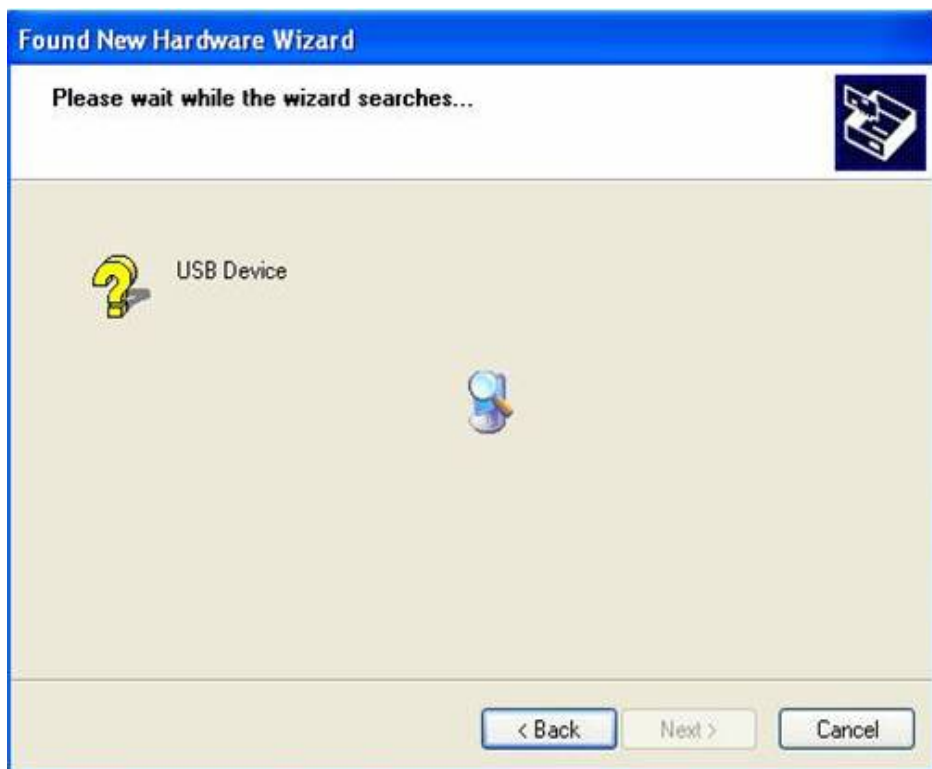 Found New Hardware Wizard
Please wait while the wizard searches...
USB Device
< Back Next > Cancel